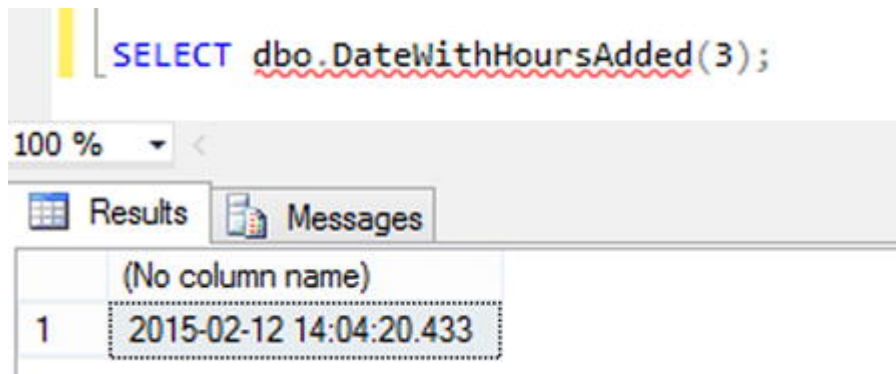 SELECT dbo.DateWithHoursAdded(3);
100 %
Results Messages
(No column name)
1 2015-02-12 14:04:20.433